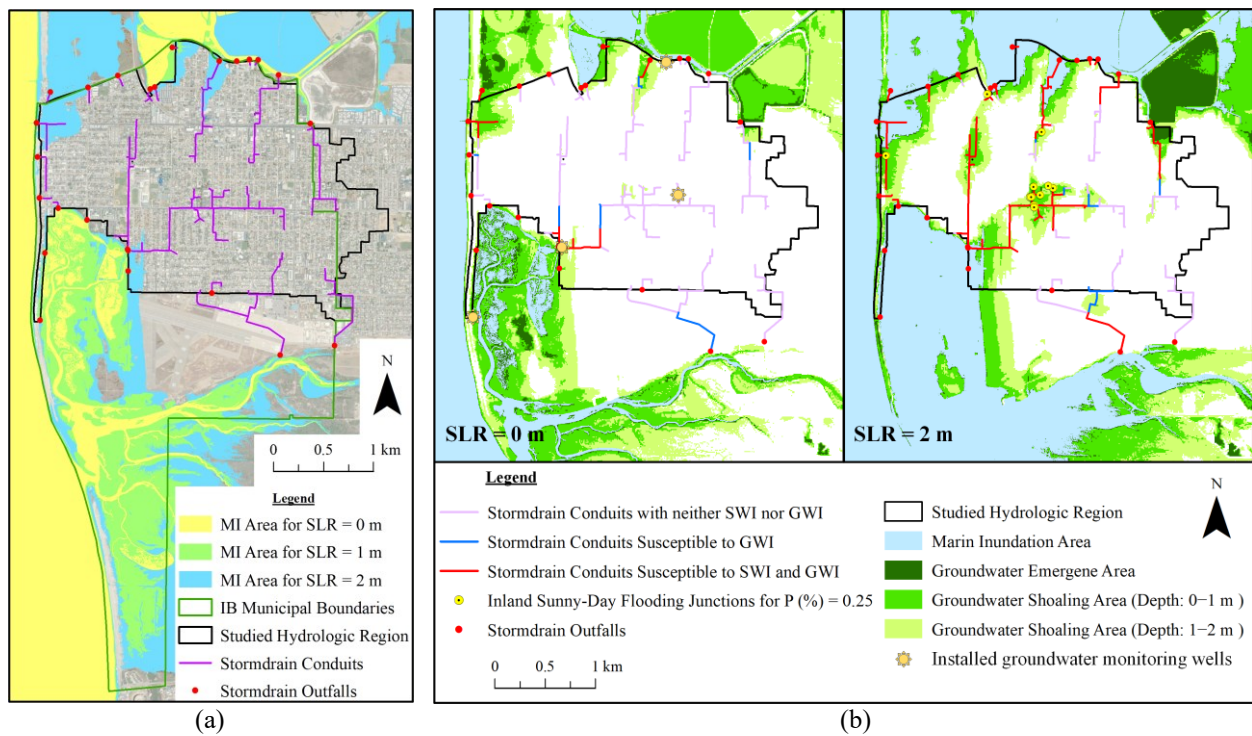 N
0 0.5 1 km
Legend
MI Area for SLR = 0 m
MI Area for SLR = 1 m
MI Area for SLR = 2 m
IB Municipal Boundaries
Studied Hydrologic Region
Stormdrain Conduits
Stormdrain Outfalls
(a)
(b)
SLR = 0 m
SLR = 2 m
Legend
Stormdrain Conduits with neither SWI nor GWI
Stormdrain Conduits Susceptible to GWI
Stormdrain Conduits Susceptible to SWI and GWI
Inland Sunny-Day Flooding Junctions for P (%) = 0.25
Stormdrain Outfalls
0 0.5 1 km
Studied Hydrologic Region
Marin Inundation Area
Groundwater Emergene Area
Groundwater Shoaling Area (Depth: 0−1 m )
Groundwater Shoaling Area (Depth: 1−2 m )
Installed groundwater monitoring wells
N
(a)
(b)